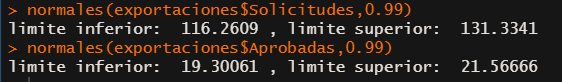 > normales(exportaciones$Solicitudes,0.99)
limite inferior:  116.2609 , limite superior:  131.3341
> normales(exportaciones$Aprobadas,0.99)
limite inferior:  19.30061 , limite superior:  21.56666